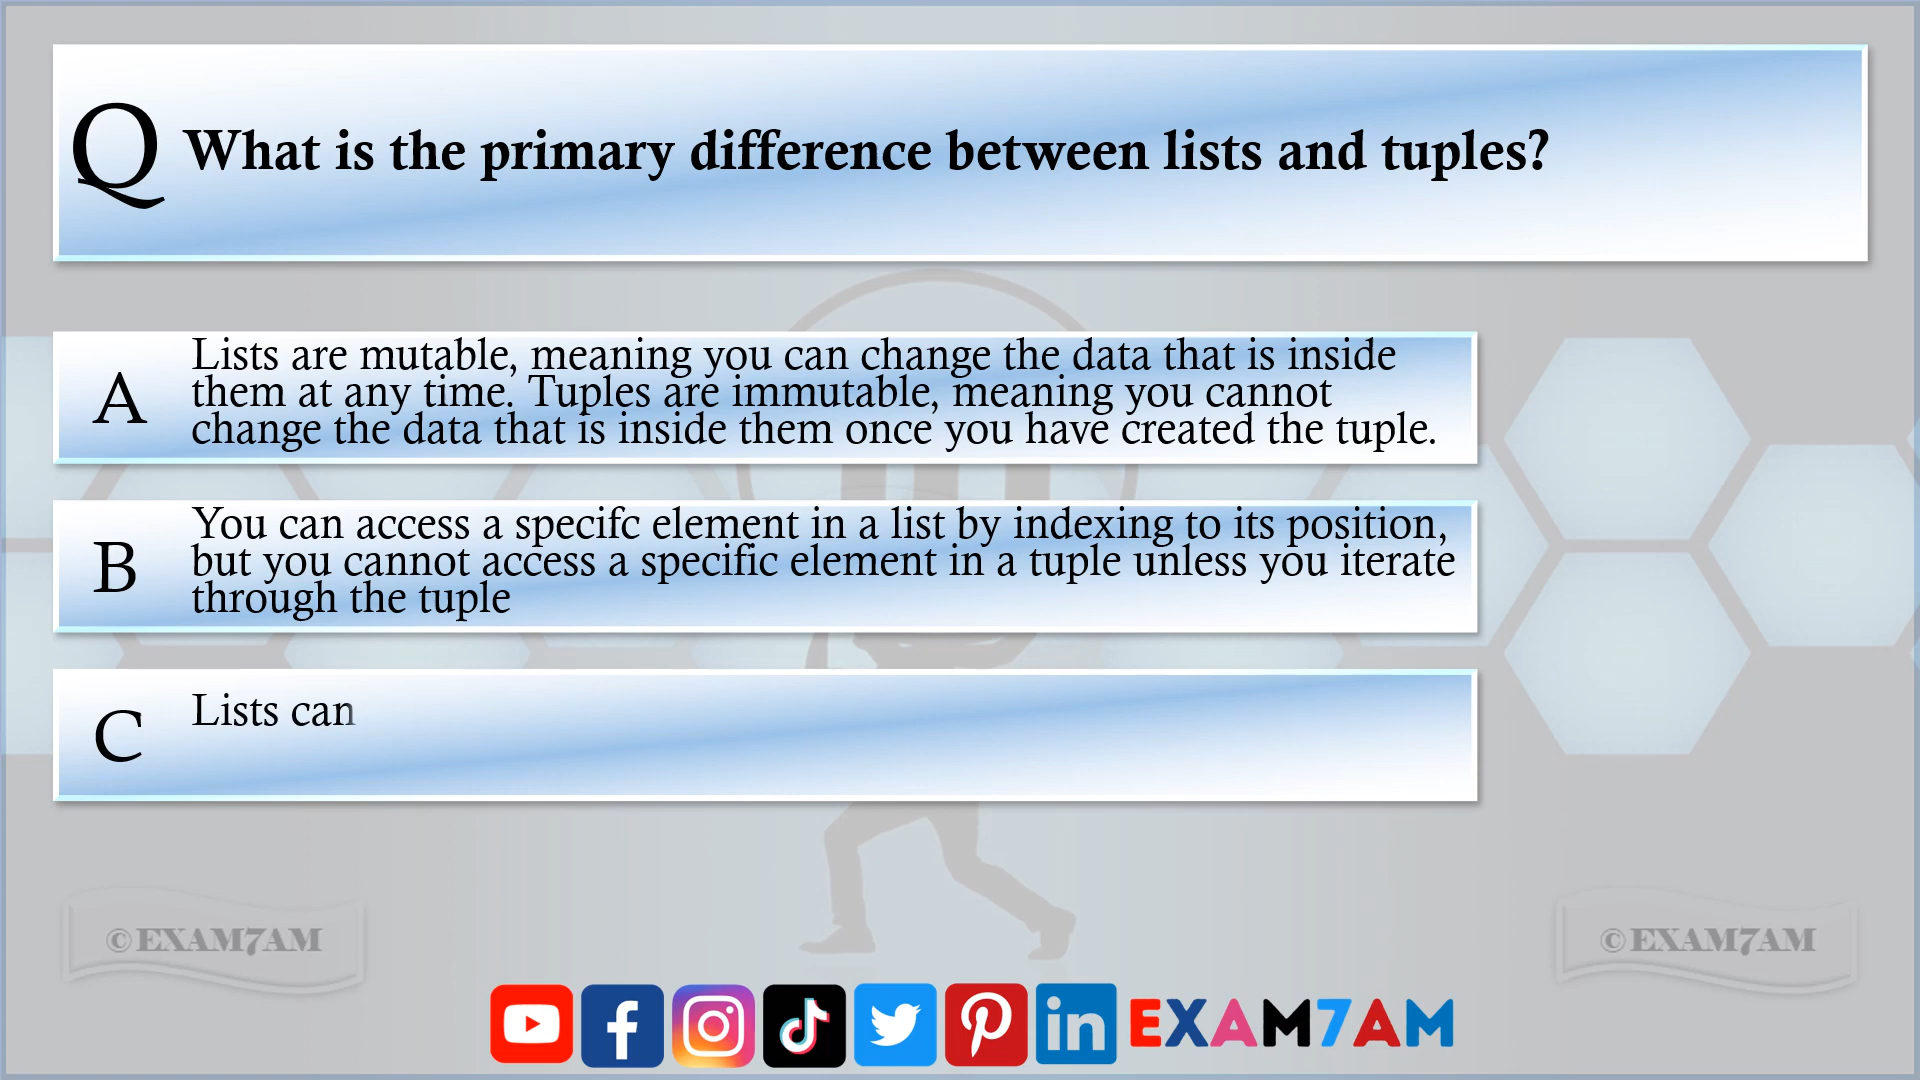 Q What is the primary difference between lists and tuples?
A
Lists are mutable, meaning you can change the data that is inside
them at any time. Tuples are immutable, meaning you cannot
change the data that is inside them once you have created the tuple.
B
You can access a specifc element in a list by indexing to its position,
but you cannot access a specific element in a tuple unless you iterate
through the tuple
C
Lists can
©EXAM7AM
©EXAM7AM
in EXAM7AM